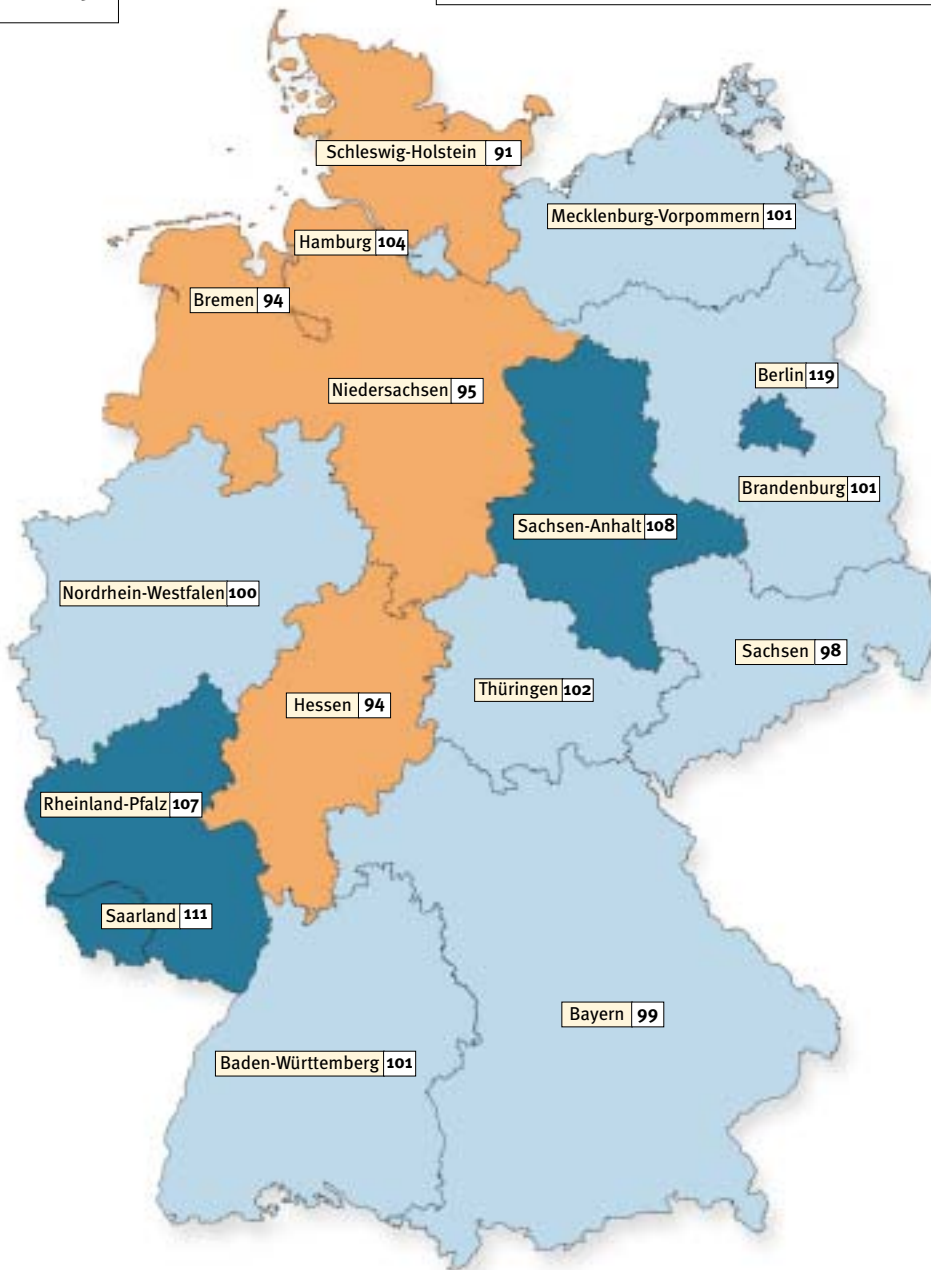 Schleswig-Holstein 91
Mecklenburg-Vorpommern 101
Hamburg 104
Bremen 94
Niedersachsen 95
Berlin 119
Brandenburg 101
Sachsen-Anhalt 108
Nordrhein-Westfalen 100
Sachsen 98
Thüringen 102
Hessen 94
Rheinland-Pfalz 107
Saarland 111
Bayern 99
Baden-Württemberg 101